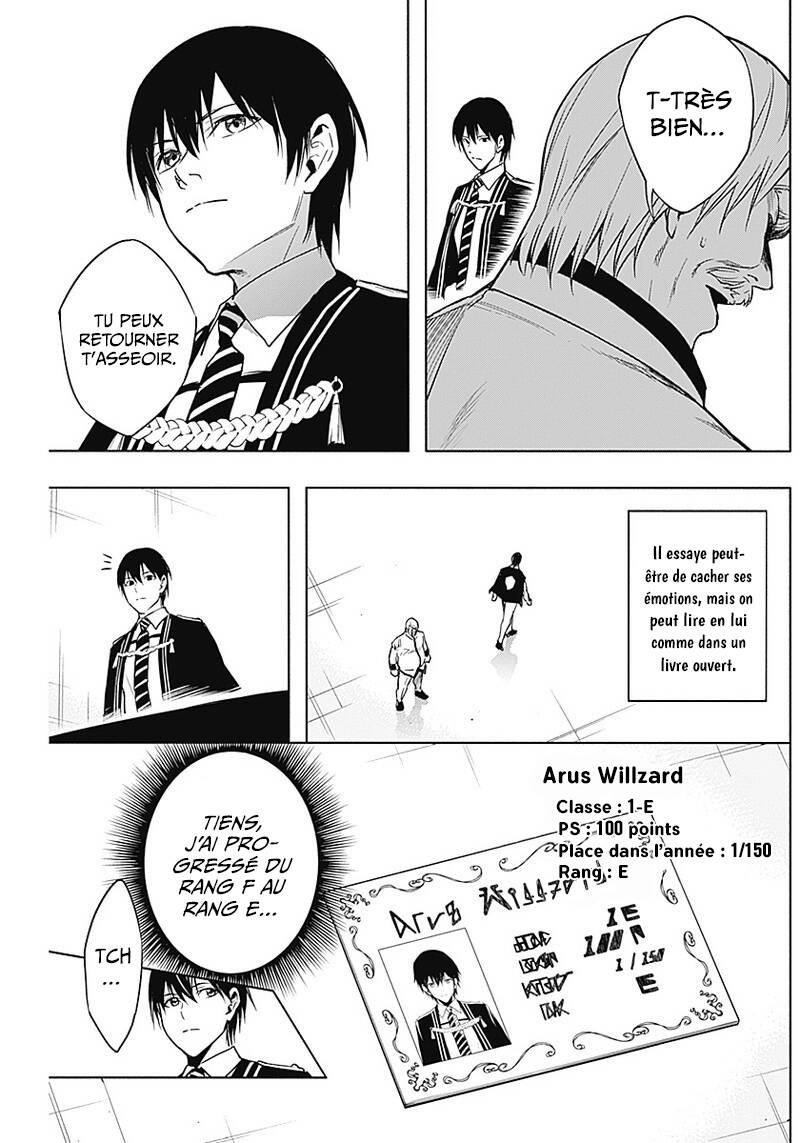 T-TRÈS
BIEN...
TU PEUX
RETOURNER
T'ASSEOIR.
Il essaye peut-
être de cacher ses
émotions, mais on
peut lire en lui
comme dans un
livre ouvert.
TIENS,
J'AI PRO-
GRESSÉ DU
RANG F AU
RANG E...
Arus Willzard
Classe : 1-E
PS : 100 points
Place dans l'année : 1/150
Rang : E
1 E
100
1 / 150
E
TCH
...